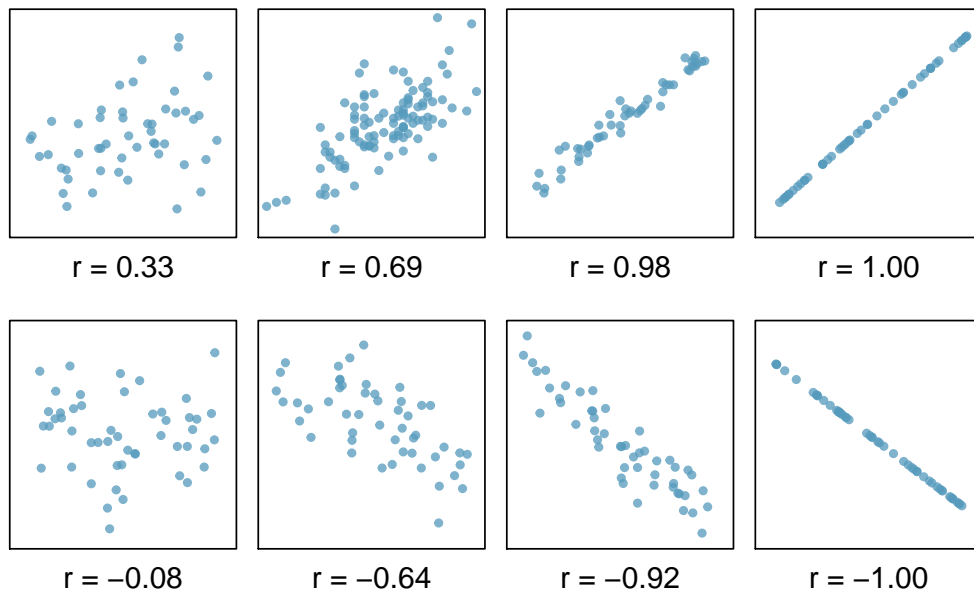 r = 0.33
r = 0.69
r = 0.98
r = 1.00
r = −0.08
r = −0.64
r = −0.92
r = −1.00